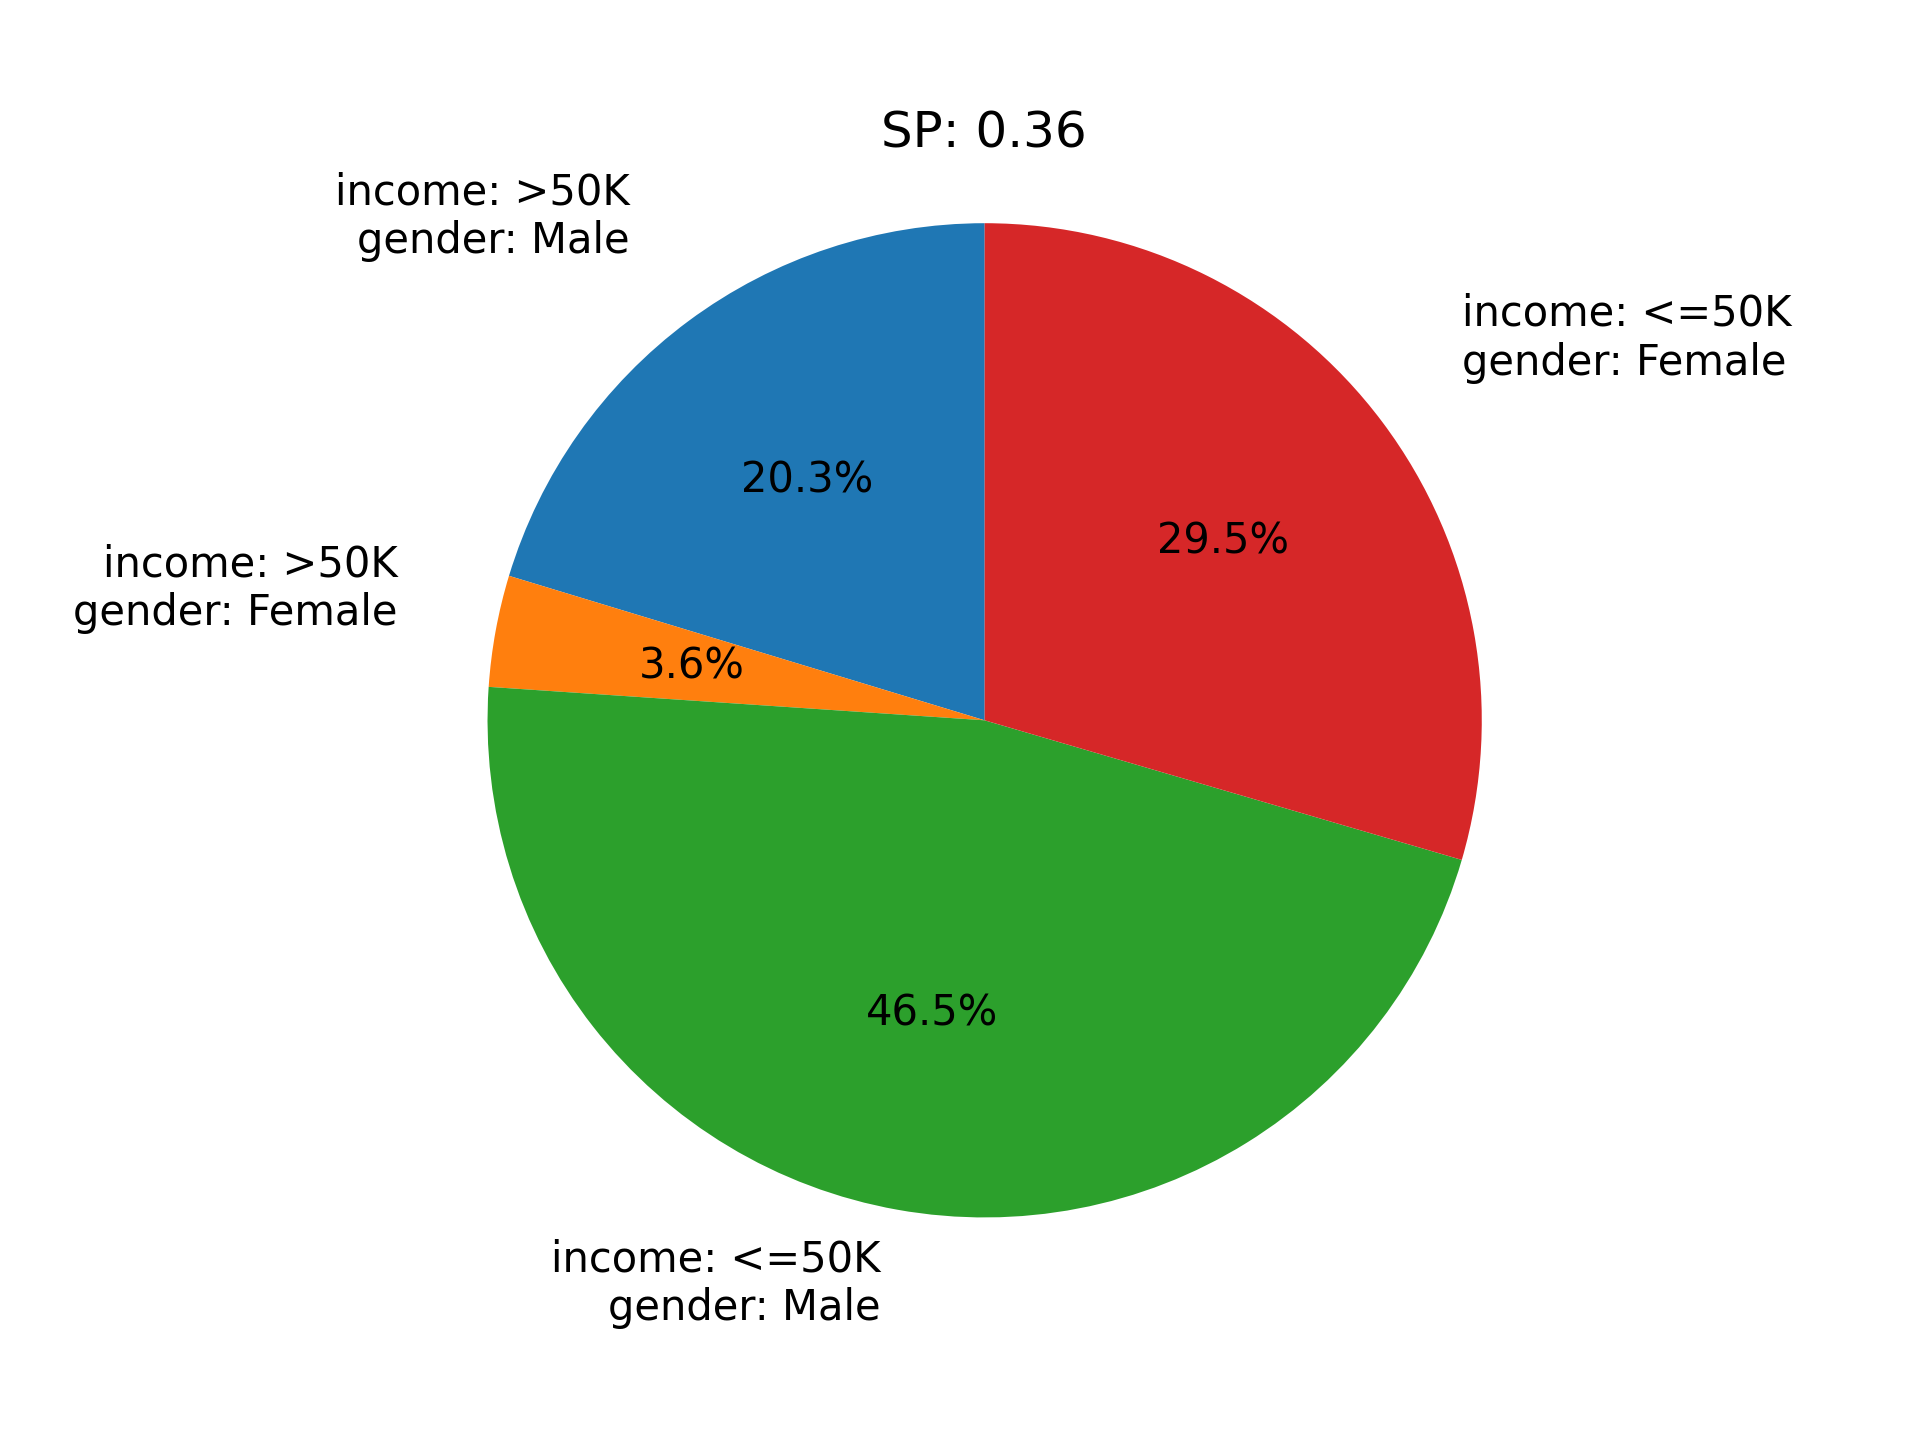 SP: 0.36
income: >50K
gender: Male
income: <=50K
gender: Female
20.3%
29.5%
income: >50K
gender: Female
3.6%
46.5%
income: <=50K
gender: Male